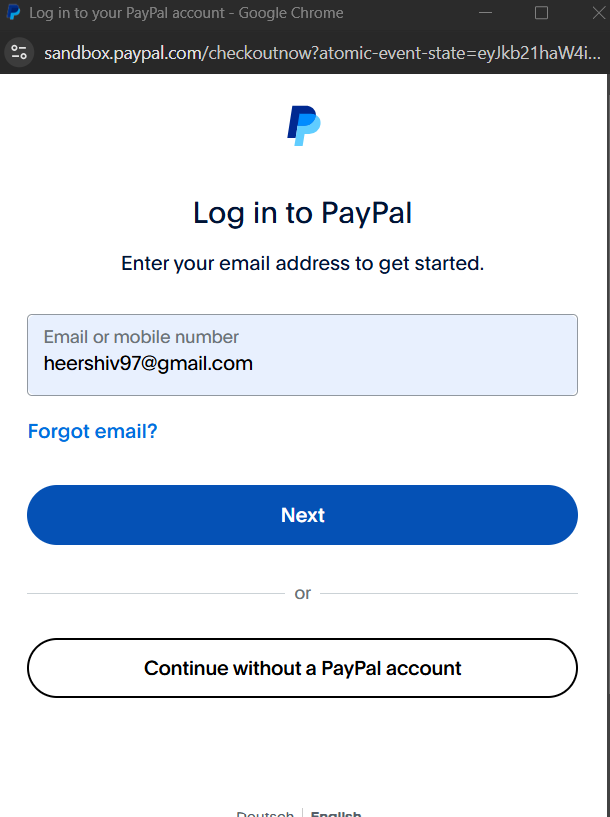 Log in to your PayPal account - Google Chrome
sandbox.paypal.com/checkoutnow?atomic-event-state=eyJkb21haW4i...
Log in to PayPal
Enter your email address to get started.
Email or mobile number
heershiv97@gmail.com
Forgot email?
Next
or
Continue without a PayPal account
Deutsch | English